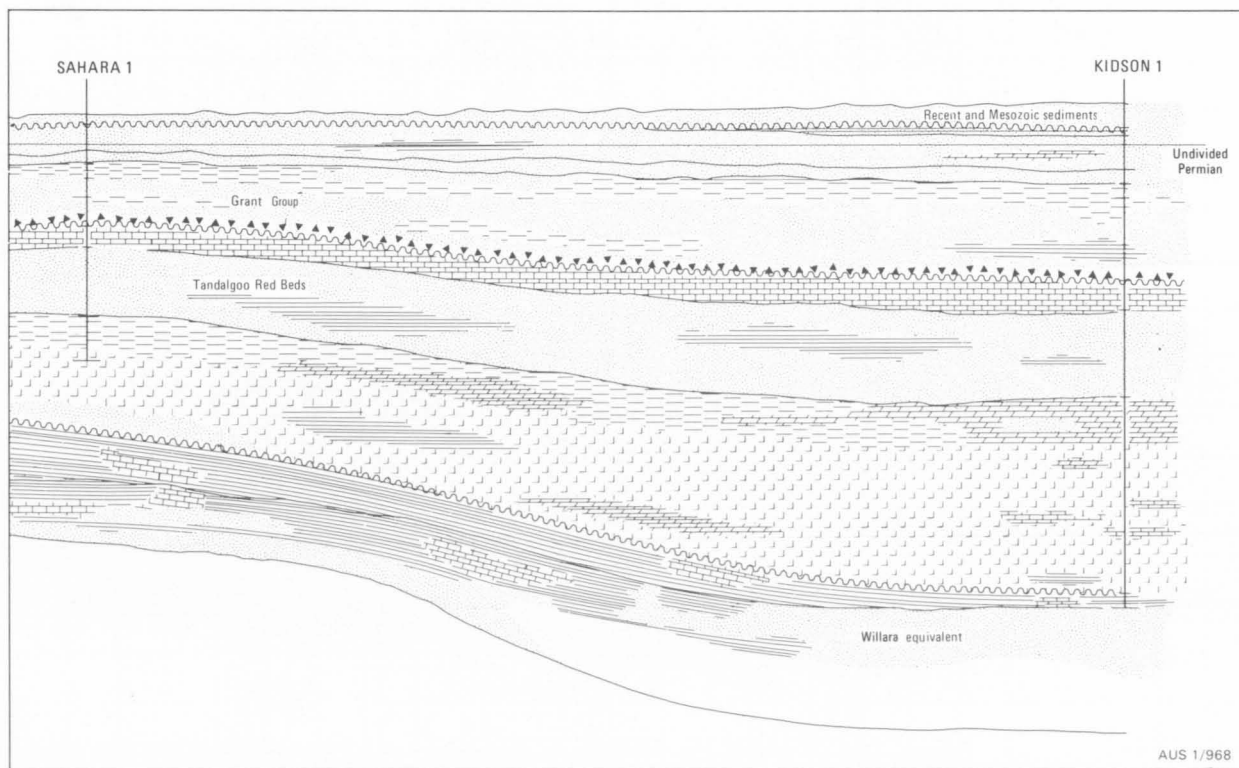 SAHARA 1
KIDSON 1
Recent and Mesozoic sediments
Undivided
Permian
Grant Group
Tandalgoo Red Beds
Willara equivalent
AUS 1/968